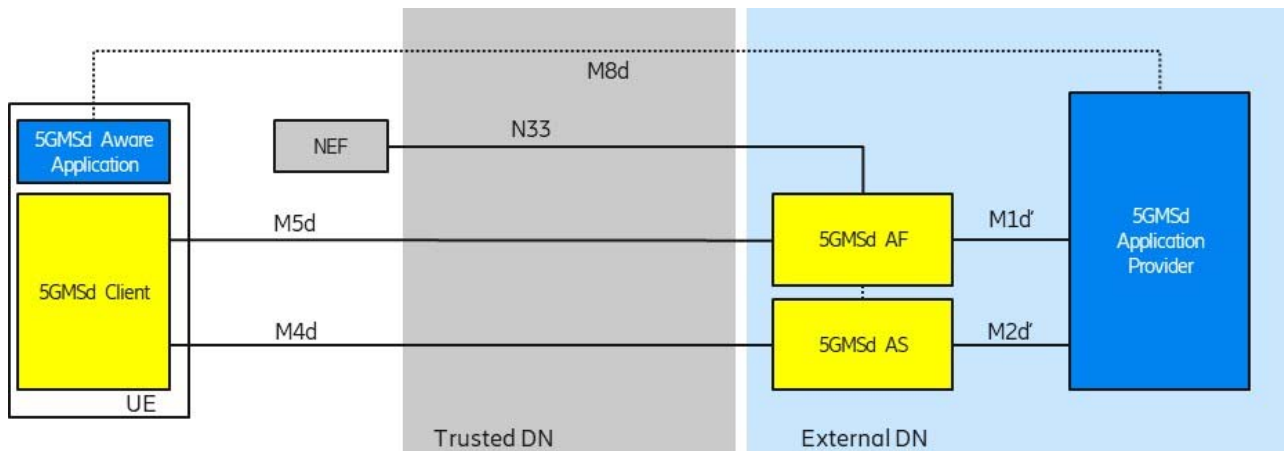 M8d
N33
5GMSd Aware
Application
NEF
M5d
5GMSd AF
M1d′
5GMSd
Application
Provider
5GMSd Client
M4d
5GMSd AS
M2d′
UE
Trusted DN
External DN